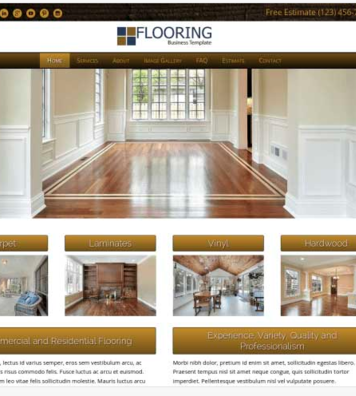 Free Estimate (123) 456-
FLOORING
Business Template
Home Services About Image Gallery FAQ Estimate Contact
rpet Laminates Vinyl Hardwood
mercial and Residential Flooring
Experience, Variety, Quality and
Professionalism
, lectus id varius semper, eros sem vestibulum arcu, ac
s risus commodo felis. Fusce luctus ac arcu et euismod.
m leo vitae felis sollicitudin molestie. Mauris luctus arcu
Morbi nibh dolor, pretium id enim sit amet, sollicitudin egestas libero.
Praesent tempus nisl sit amet neque congue, quis sollicitudin tortor
imperdiet. Pellentesque vestibulum nisl vel vulputate posuere.